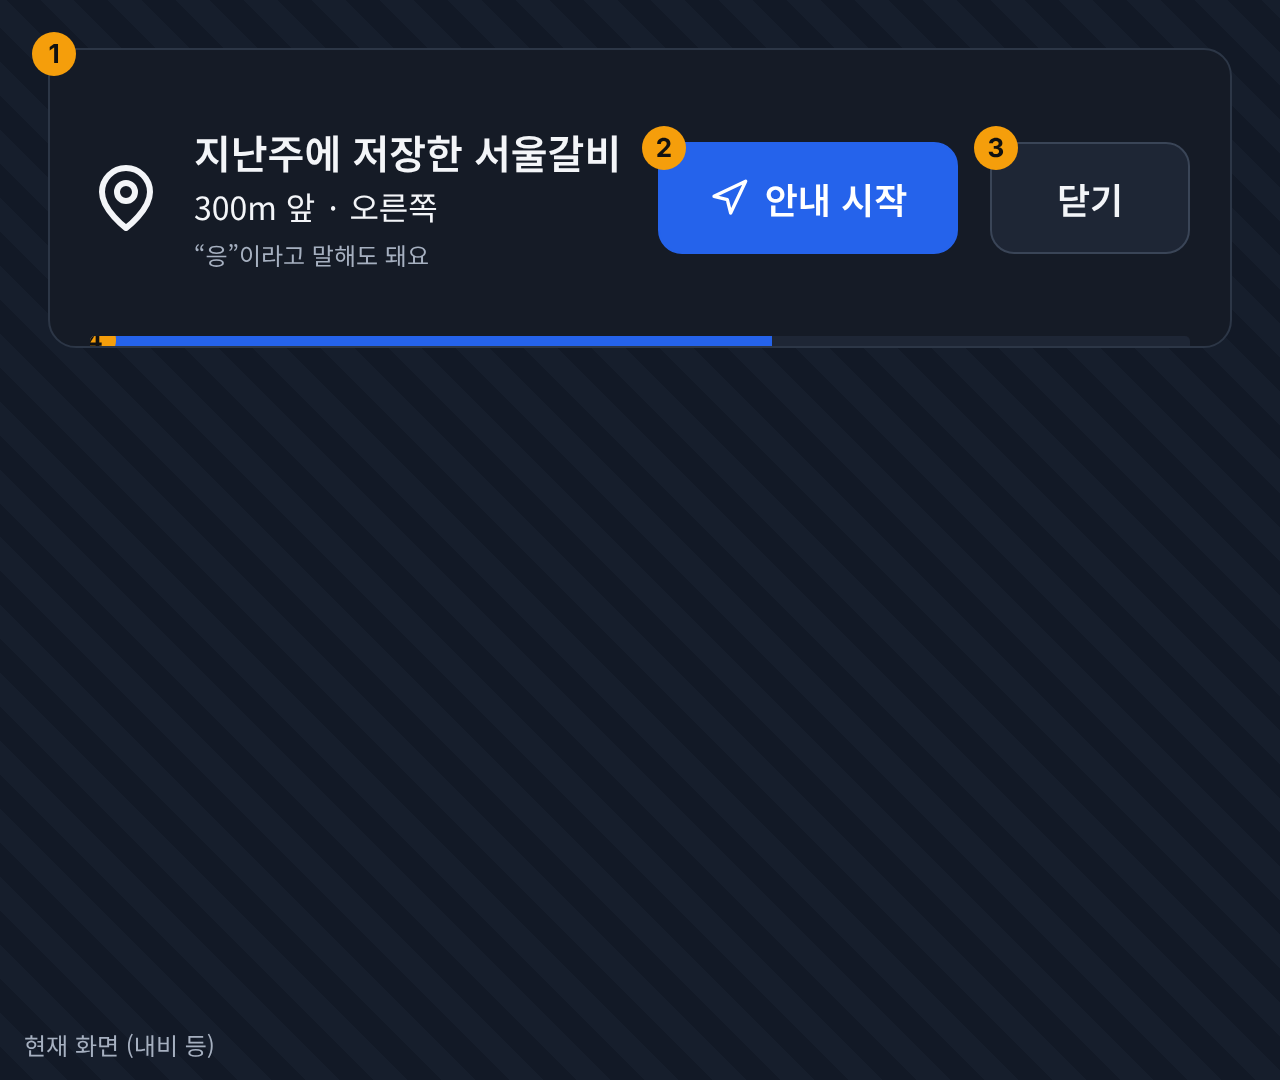 1
지난주에 저장한 서울갈비
300m 앞 · 오른쪽
“응”이라고 말해도 돼요
2
안내 시작
3
닫기
현재 화면 (내비 등)